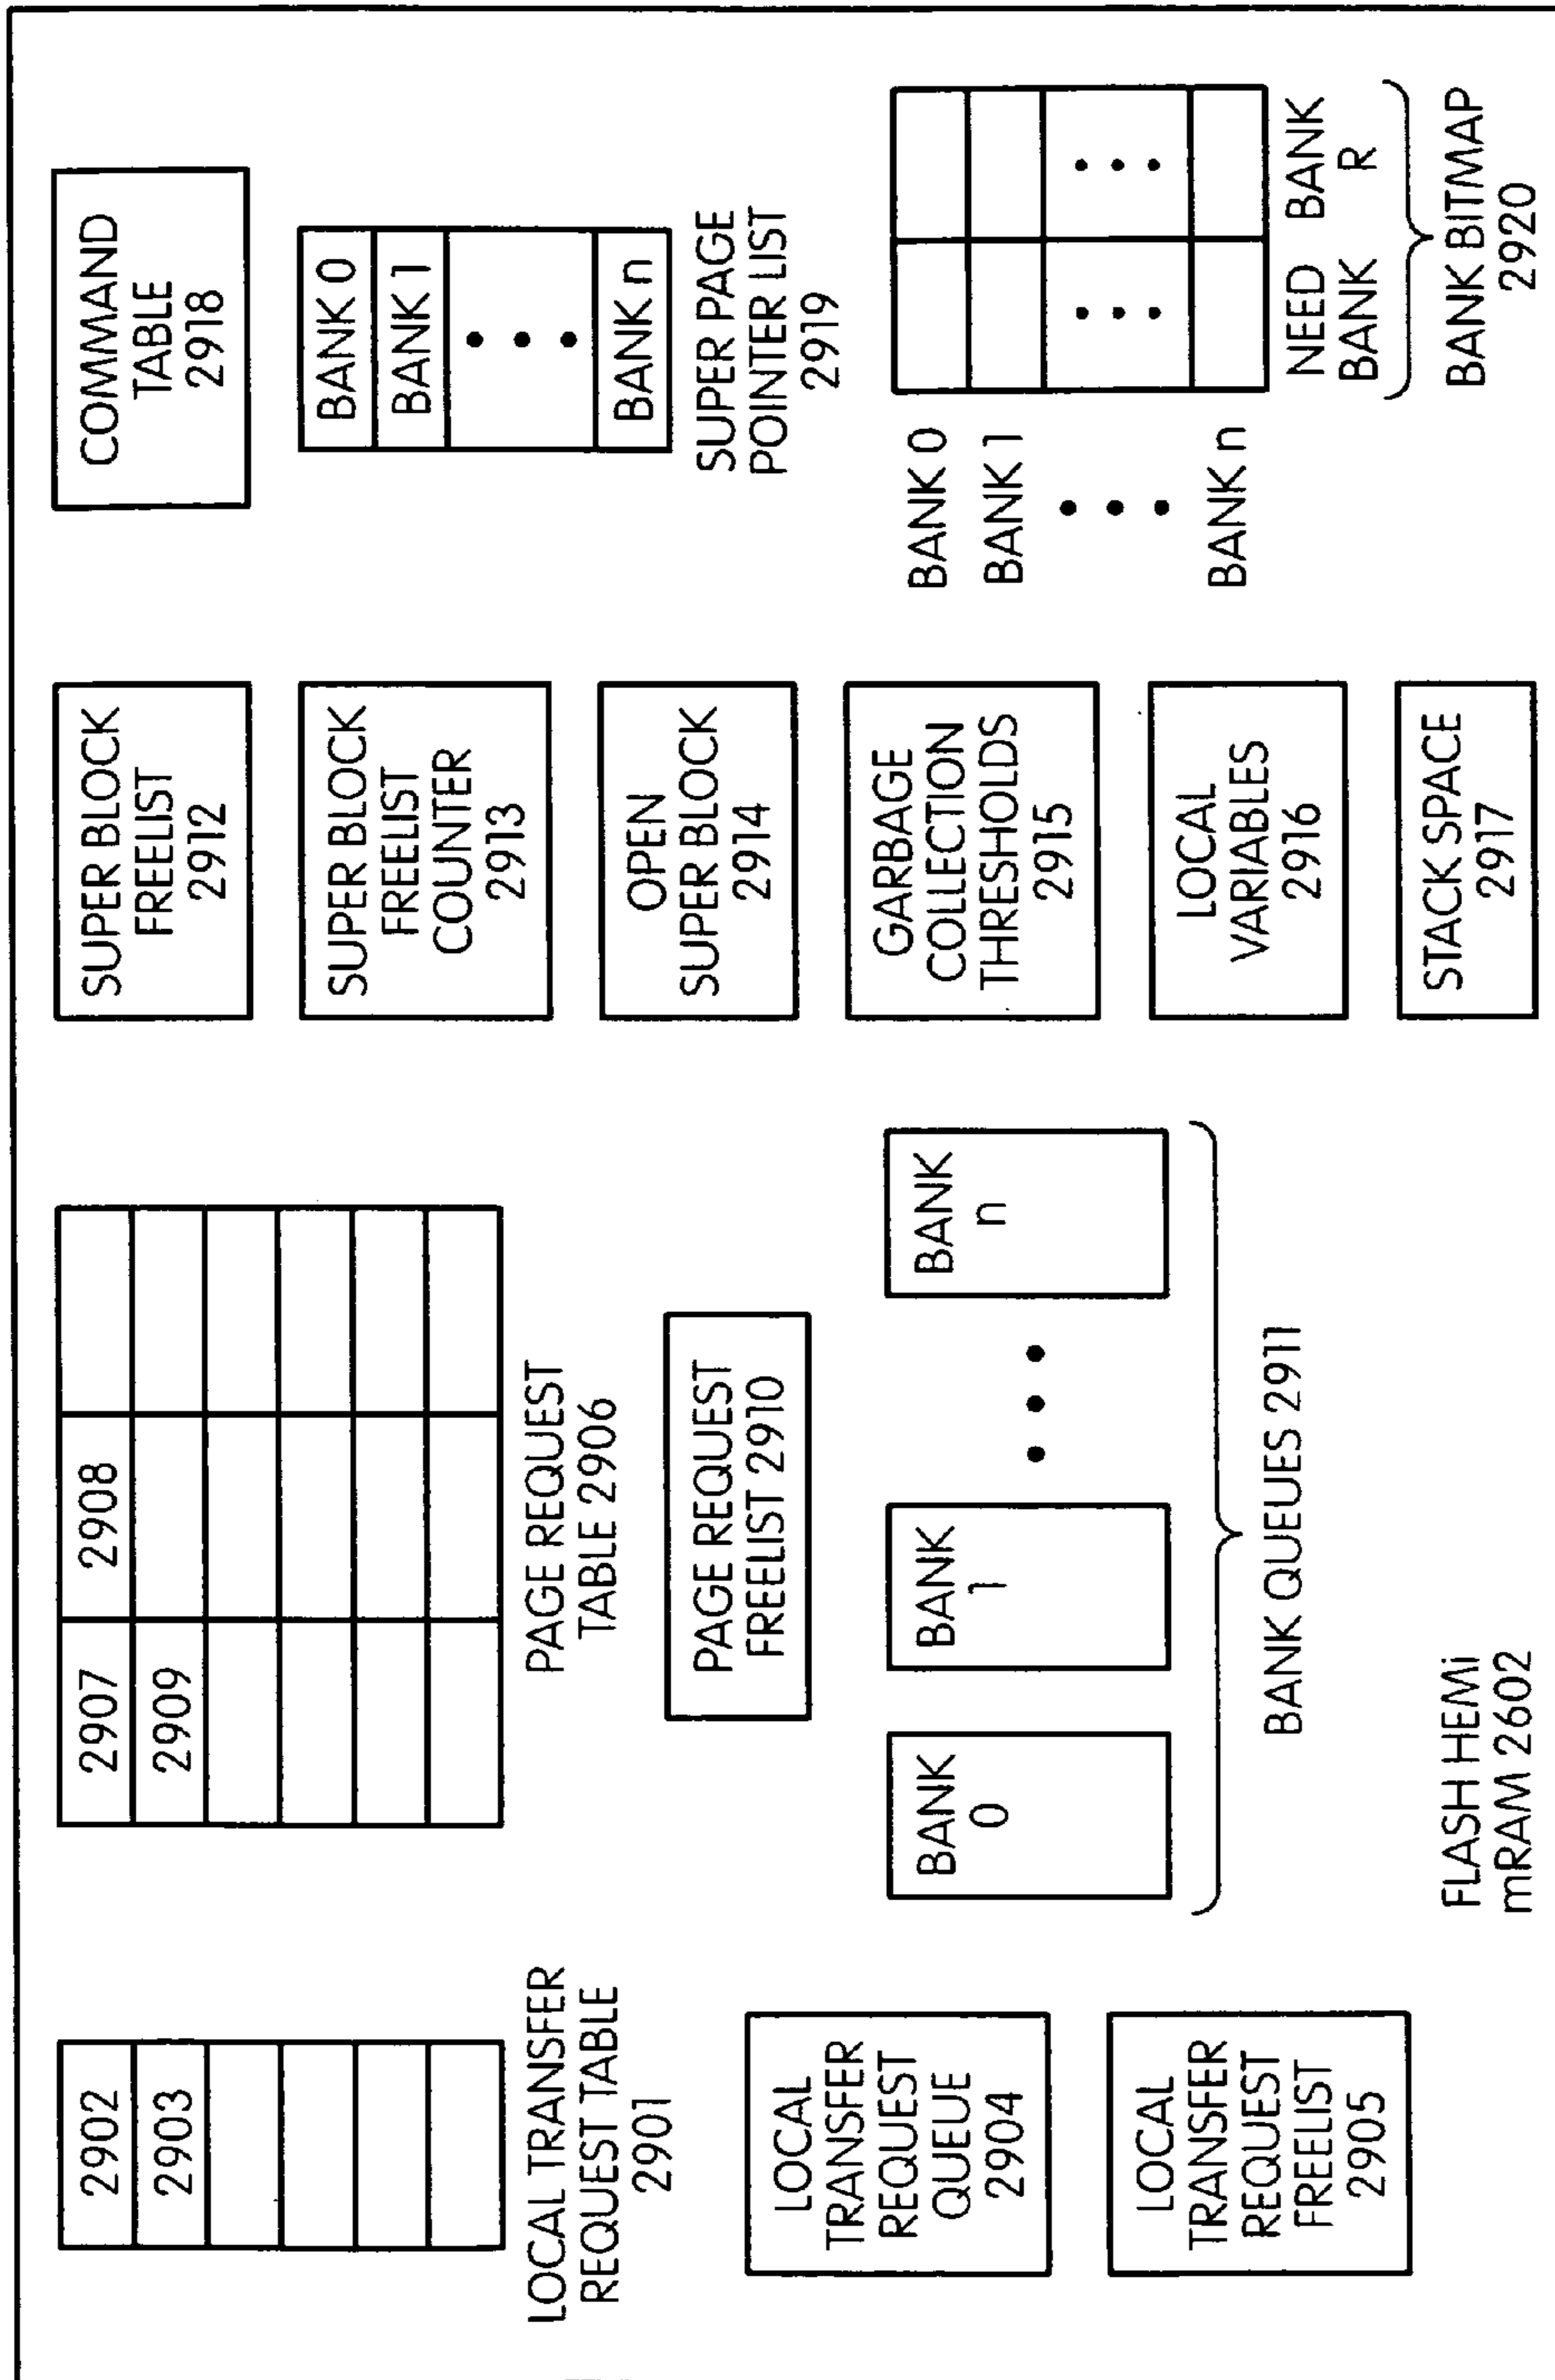 2902
2903
LOCAL TRANSFER
REQUEST TABLE
2901
LOCAL
TRANSFER
REQUEST
QUEUE
2904
LOCAL
TRANSFER
REQUEST
FREELIST
2905
2907 2908
2909
PAGE REQUEST
TABLE 2906
PAGE REQUEST
FREELIST 2910
BANK
0
BANK
1
BANK
n
BANK QUEUES 2911
FLASH HEMi
mRAM 2602
SUPER BLOCK
FREELIST
2912
SUPER BLOCK
FREELIST
COUNTER
2913
OPEN
SUPER BLOCK
2914
GARBAGE
COLLECTION
THRESHOLDS
2915
LOCAL
VARIABLES
2916
STACK SPACE
2917
COMMAND
TABLE
2918
BANK 0
BANK 1
BANK n
SUPER PAGE
POINTER LIST
2919
BANK 0
BANK 1
BANK n
NEED
BANK
BANK
R
BANK BITMAP
2920